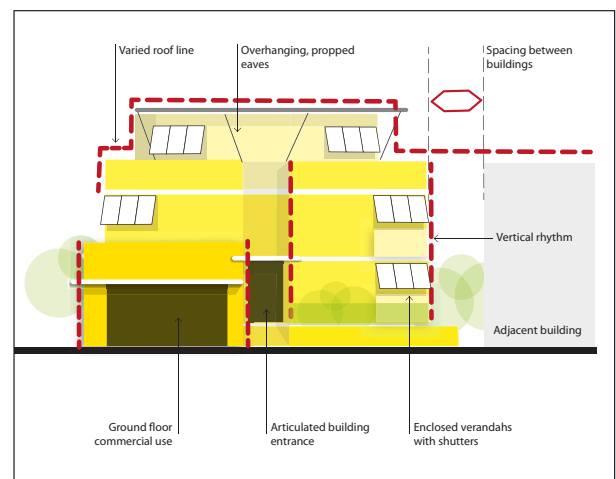 Varied roof line
Overhanging, propped
eaves
Spacing between
buildings
Vertical rhythm
Adjacent building
Ground floor
commercial use
Articulated building
entrance
Enclosed verandahs
with shutters